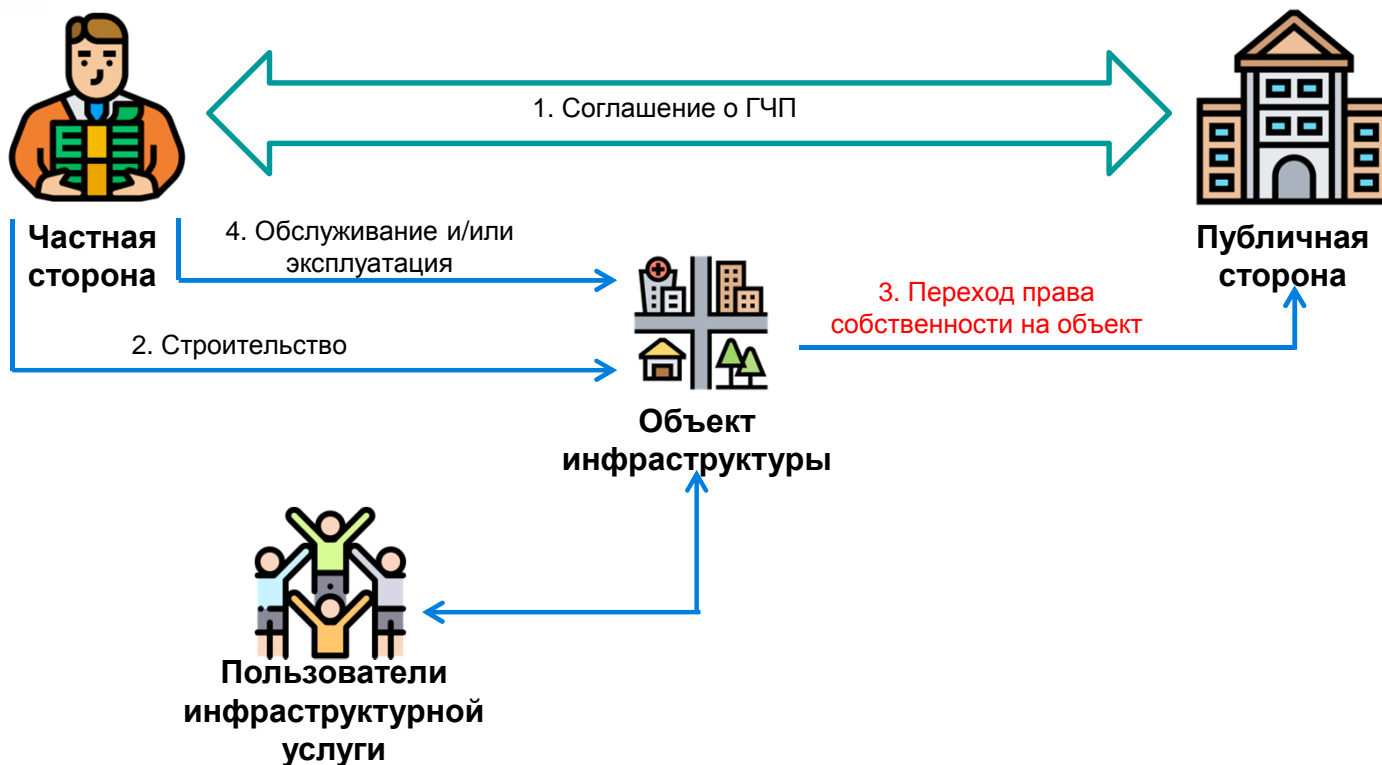 1. Соглашение о ГЧП
Частная
сторона
4. Обслуживание и/или
эксплуатация
Публичная
сторона
3. Переход права
собственности на объект
2. Строительство
Объект
инфраструктуры
Пользователи
инфраструктурной
услуги